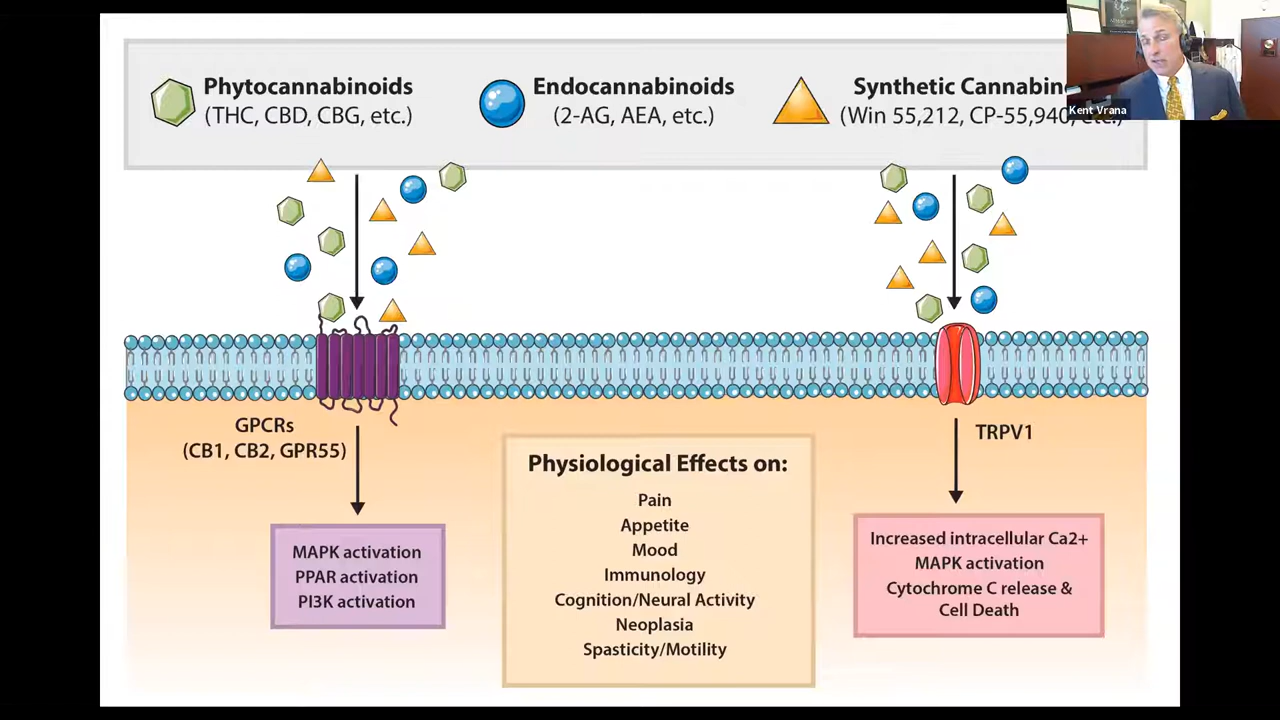 Phytocannabinoids
(THC, CBD, CBG, etc.)
Endocannabinoids
(2-AG, AEA, etc.)
Synthetic Cannabin
(Win 55,212, CP-55,940, etc.)
Kent Vrana
GPCRs
(CB1, CB2, GPR55)
TRPV1
MAPK activation
PPAR activation
PI3K activation
Physiological Effects on:
Pain
Appetite
Mood
Immunology
Cognition/Neural Activity
Neoplasia
Spasticity/Motility
Increased intracellular Ca2+
MAPK activation
Cytochrome C release &
Cell Death